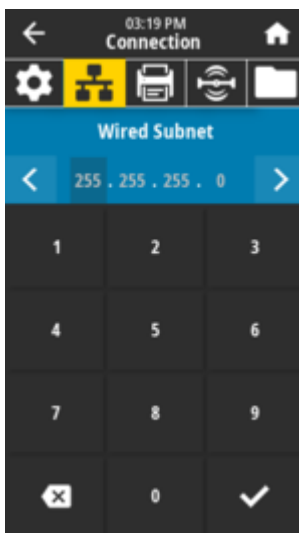 03:19 PM
Connection
Wired Subnet
255 . 255 . 255 . 0
1 2 3
4 5 6
7 8 9
0